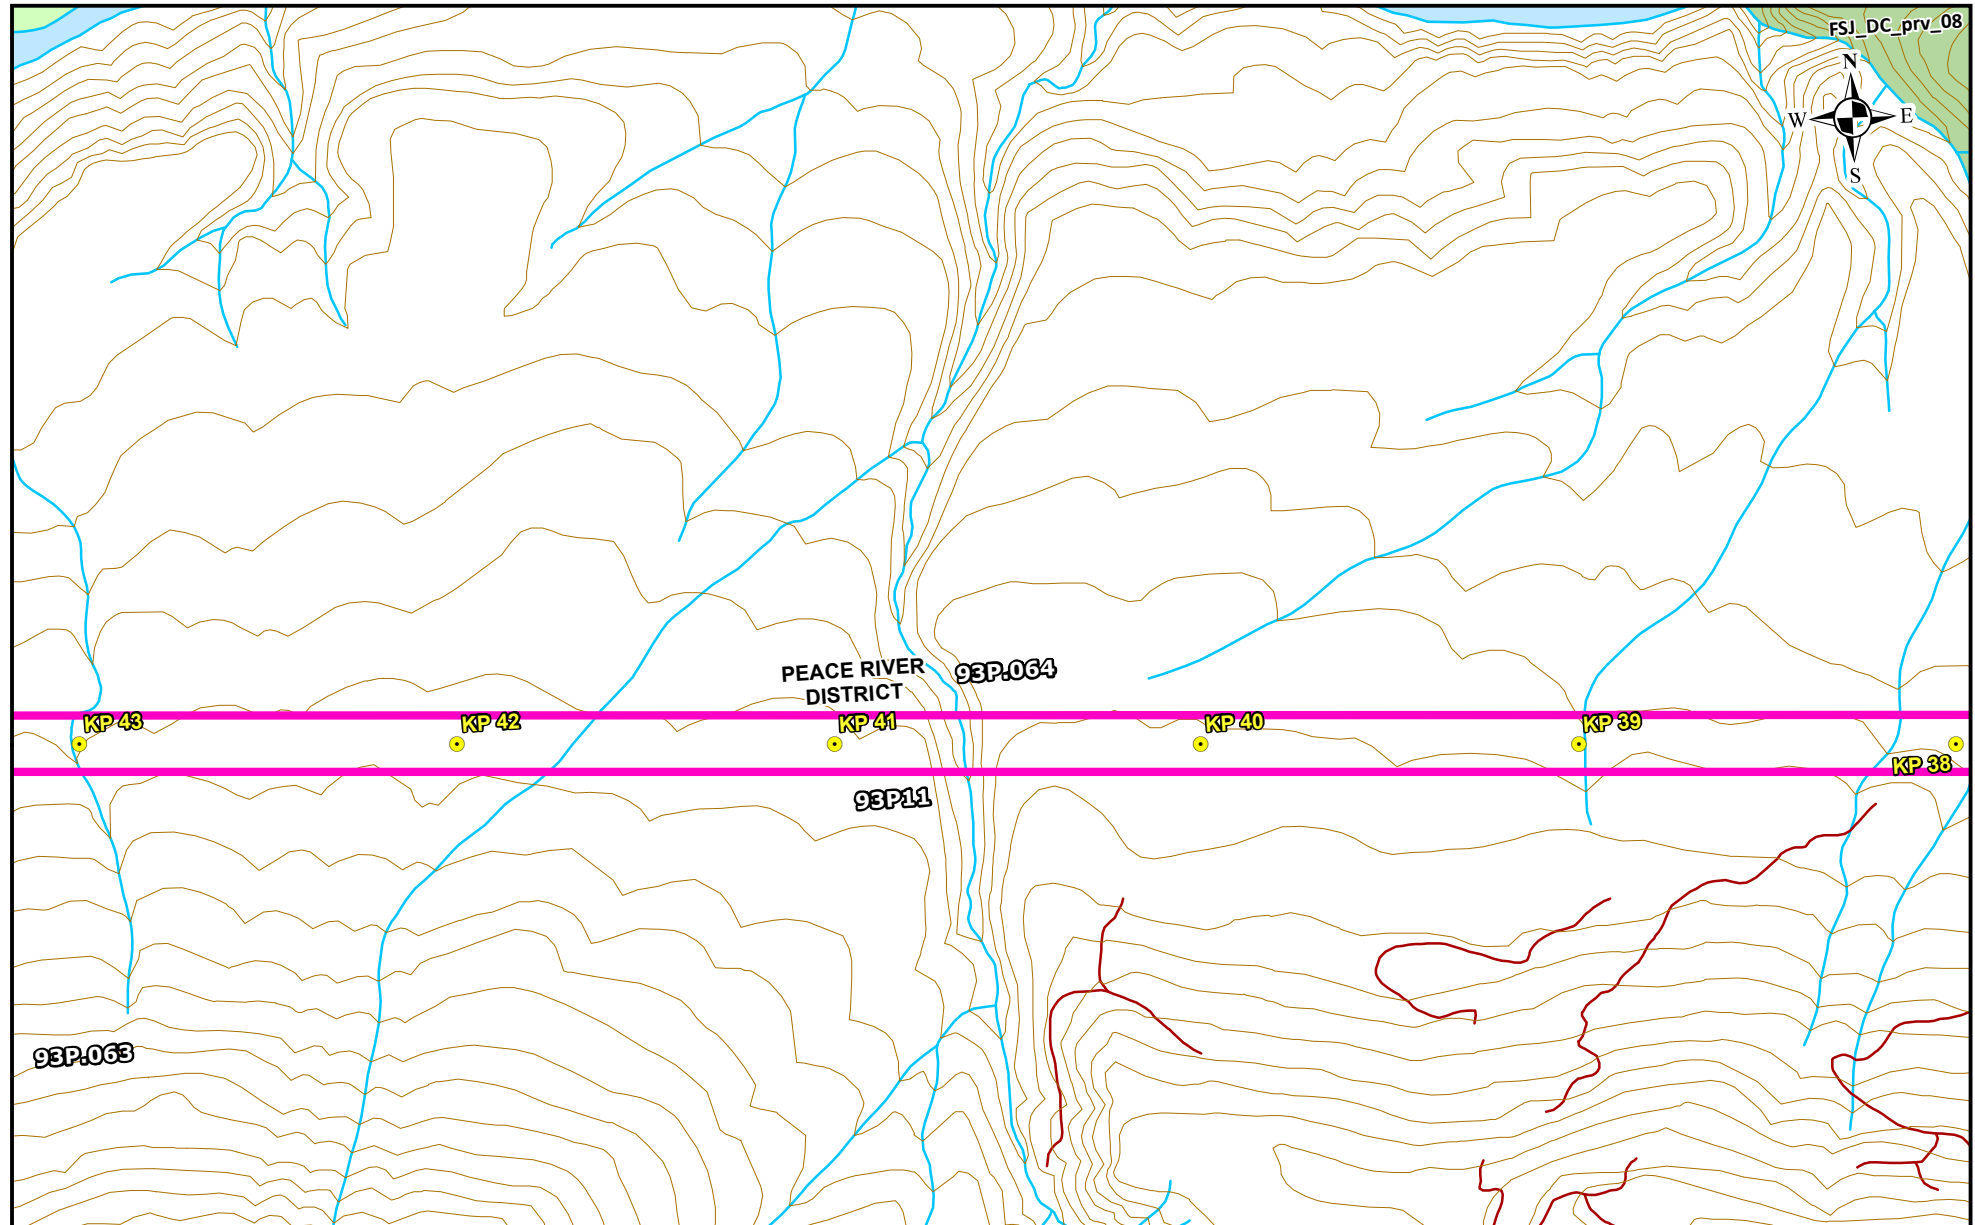 FSJ_DC_prv_08
N
W E
S
PEACE RIVER
DISTRICT
93P.064
KP 43
KP 42
KP 41
KP 40
KP 39
KP 38
93P11
93P.063